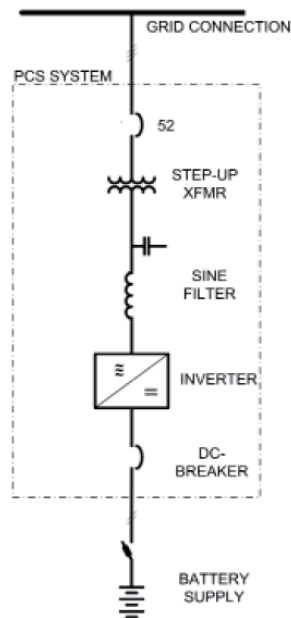 GRID CONNECTION
PCS SYSTEM
52
STEP-UP
XFMR
SINE
FILTER
INVERTER
DC-
BREAKER
BATTERY
SUPPLY